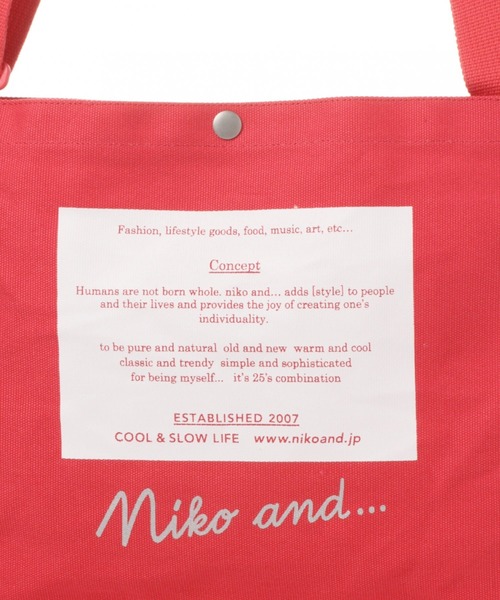 Fashion, lifestyle goods, food, music, art, etc...
Concept
Humans are not born whole. niko and... adds [style] to people
and their lives and provides the joy of creating one's
individuality.
to be pure and natural old and new warm and cool
classic and trendy simple and sophisticated
for being myself... it's 25's combination
ESTABLISHED 2007
COOL & SLOW LIFE www.nikoand.jp
Niko and...